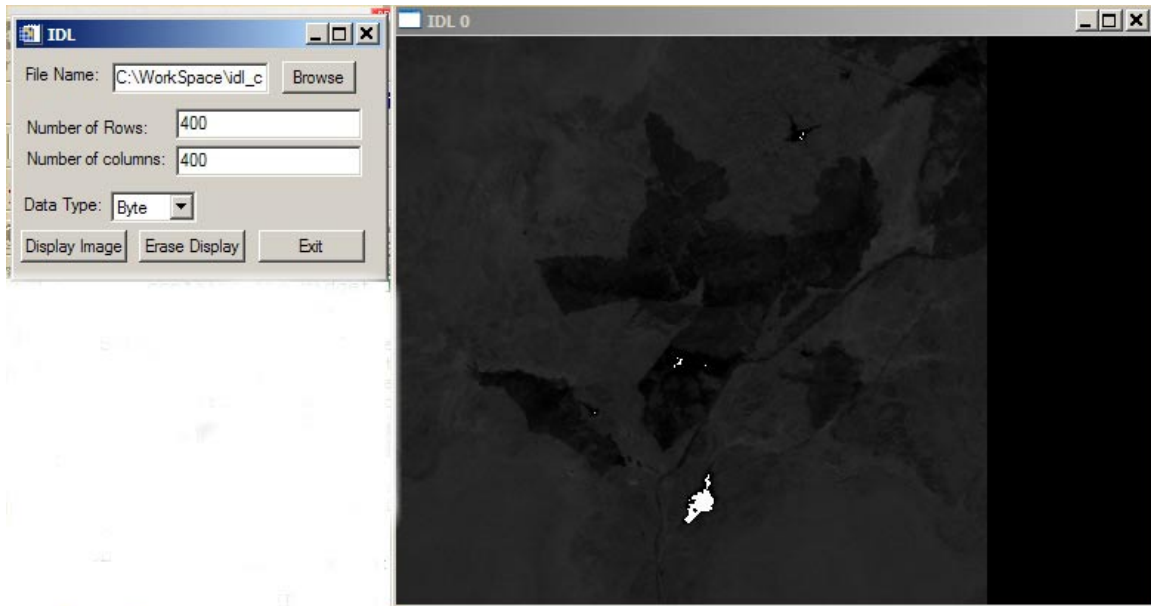 IDL
File Name: C:\WorkSpace\idl_c Browse
Number of Rows: 400
Number of columns: 400
Data Type: Byte
Display Image Erase Display Exit
IDL 0